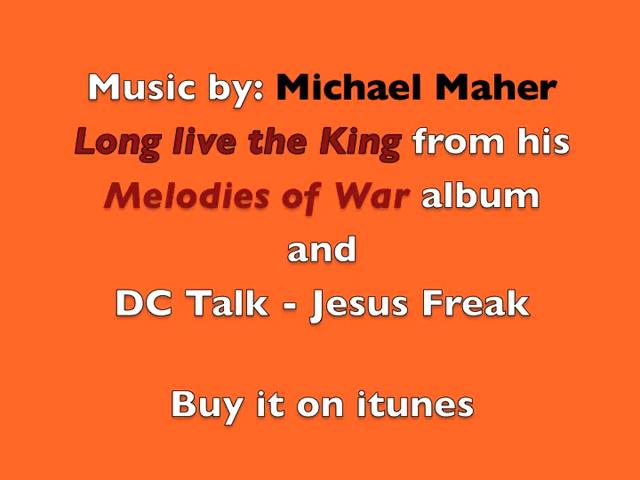 Music by: Michael Maher
Long live the King from his
Melodies of War album
and
DC Talk - Jesus Freak
Buy it on itunes